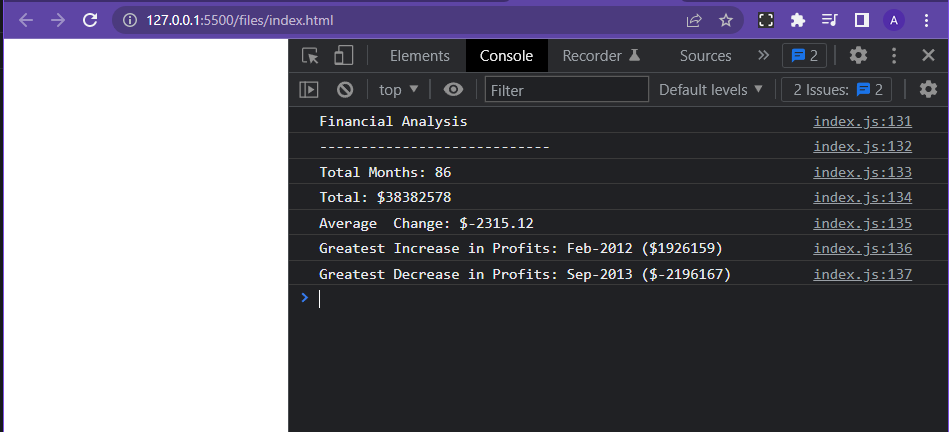 127.0.0.1:5500/files/index.html
A
Elements Console Recorder Sources » 2
top Filter Default levels 2 Issues: 2
Financial Analysis index.js:131
---------------------------- index.js:132
Total Months: 86 index.js:133
Total: $38382578 index.js:134
Average  Change: $-2315.12 index.js:135
Greatest Increase in Profits: Feb-2012 ($1926159) index.js:136
Greatest Decrease in Profits: Sep-2013 ($-2196167) index.js:137